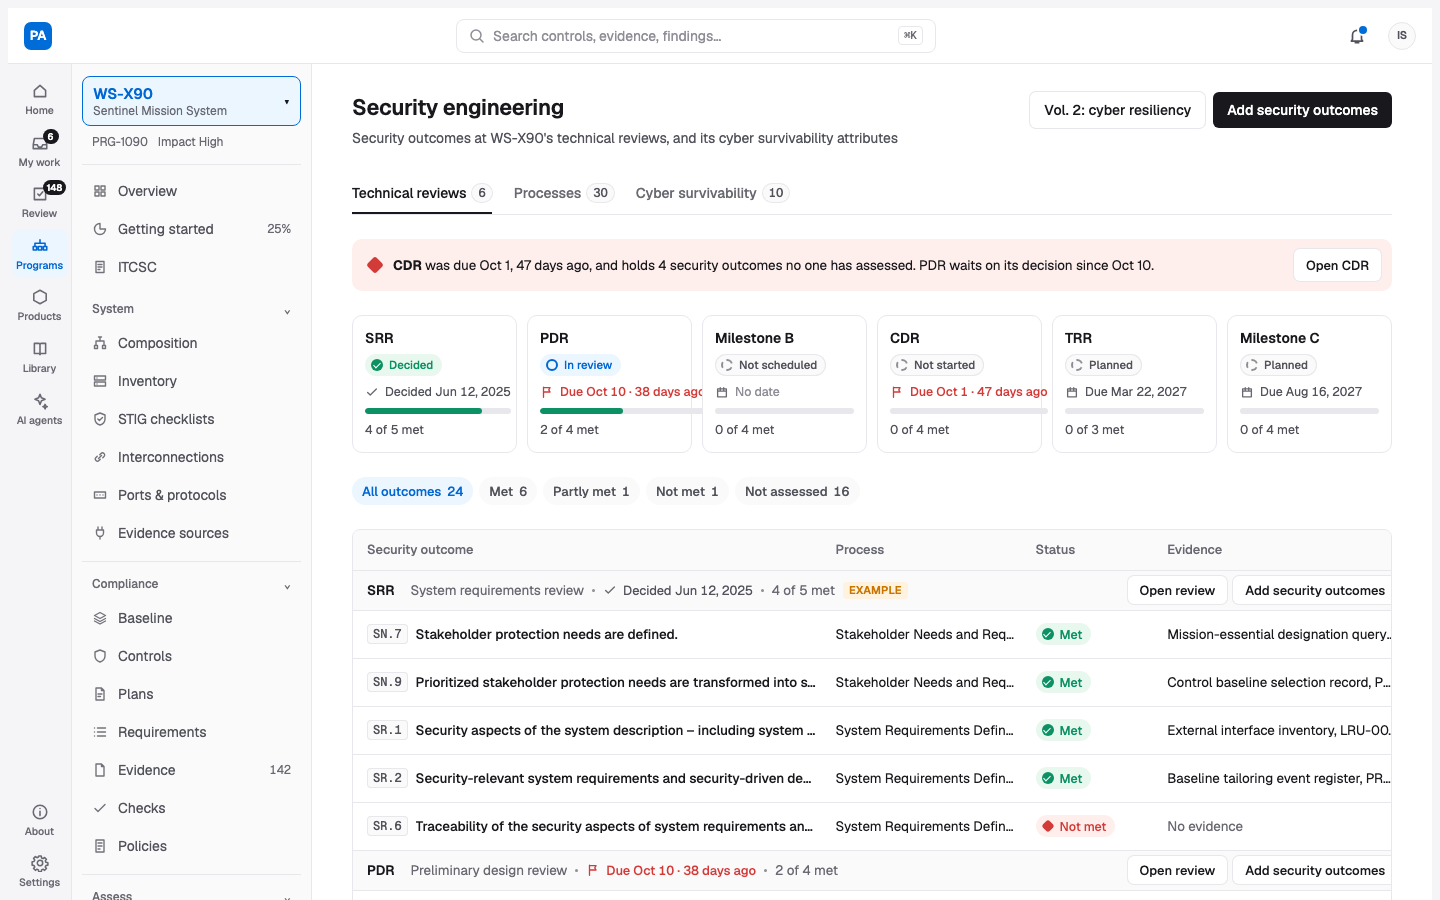 PA
Search controls, evidence, findings...
⌘K
IS
Home
6
My work
148
Review
Programs
Products
Library
AI agents
About
Settings
WS-X90
Sentinel Mission System
PRG-1090 Impact High
Overview
Getting started 25%
ITCSC
System
Composition
Inventory
STIG checklists
Interconnections
Ports & protocols
Evidence sources
Compliance
Baseline
Controls
Plans
Requirements
Evidence 142
Checks
Policies
Assess
Security engineering
Security outcomes at WS-X90's technical reviews, and its cyber survivability attributes
Vol. 2: cyber resiliency
Add security outcomes
Technical reviews 6
Processes 30
Cyber survivability 10
CDR was due Oct 1, 47 days ago, and holds 4 security outcomes no one has assessed. PDR waits on its decision since Oct 10.
Open CDR
SRR
Decided
Decided Jun 12, 2025
4 of 5 met
PDR
In review
Due Oct 10 · 38 days ago
2 of 4 met
Milestone B
Not scheduled
No date
0 of 4 met
CDR
Not started
Due Oct 1 · 47 days ago
0 of 4 met
TRR
Planned
Due Mar 22, 2027
0 of 3 met
Milestone C
Planned
Due Aug 16, 2027
0 of 4 met
All outcomes 24
Met 6
Partly met 1
Not met 1
Not assessed 16
Security outcome Process Status Evidence
SRR System requirements review • Decided Jun 12, 2025 • 4 of 5 met EXAMPLE Open review Add security outcomes
SN.7 Stakeholder protection needs are defined. Stakeholder Needs and Req... Met Mission-essential designation query...
SN.9 Prioritized stakeholder protection needs are transformed into s... Stakeholder Needs and Req... Met Control baseline selection record, P...
SR.1 Security aspects of the system description – including system ... System Requirements Defin... Met External interface inventory, LRU-00...
SR.2 Security-relevant system requirements and security-driven de... System Requirements Defin... Met Baseline tailoring event register, PR...
SR.6 Traceability of the security aspects of system requirements an... System Requirements Defin... Not met No evidence
PDR Preliminary design review • Due Oct 10 · 38 days ago • 2 of 4 met Open review Add security outcomes